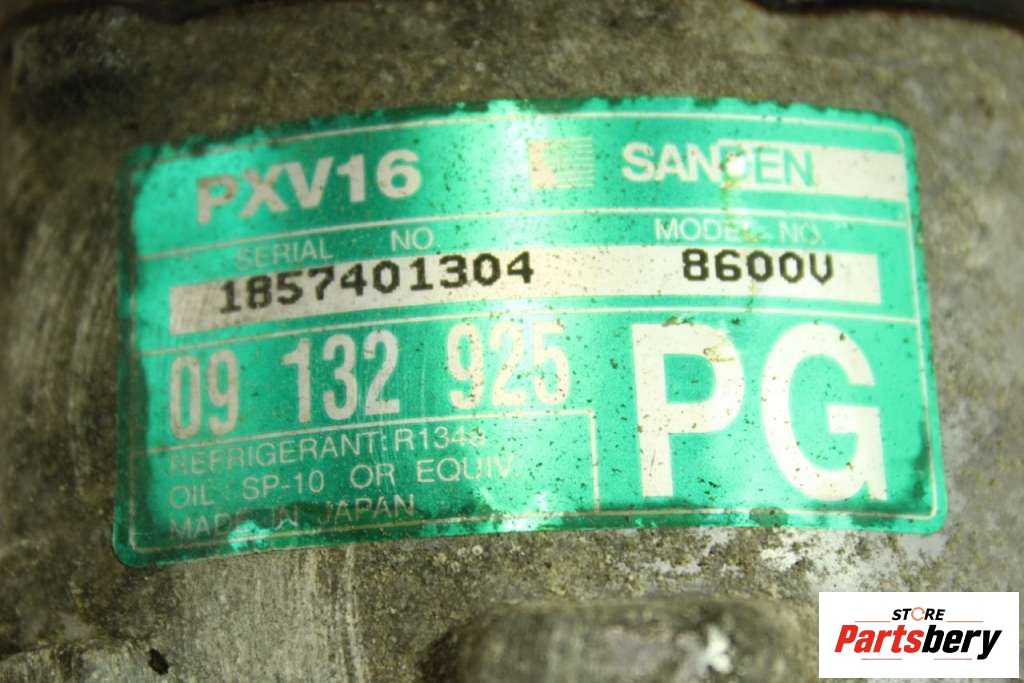 PXV16 SANDEN
SERIAL NO. MODEL NO.
1857401304 8600V
09 132 925 PG
REFRIGERANT:R134a
OIL : SP-10 OR EQUIV.
MADE IN JAPAN
STORE
Partsbery